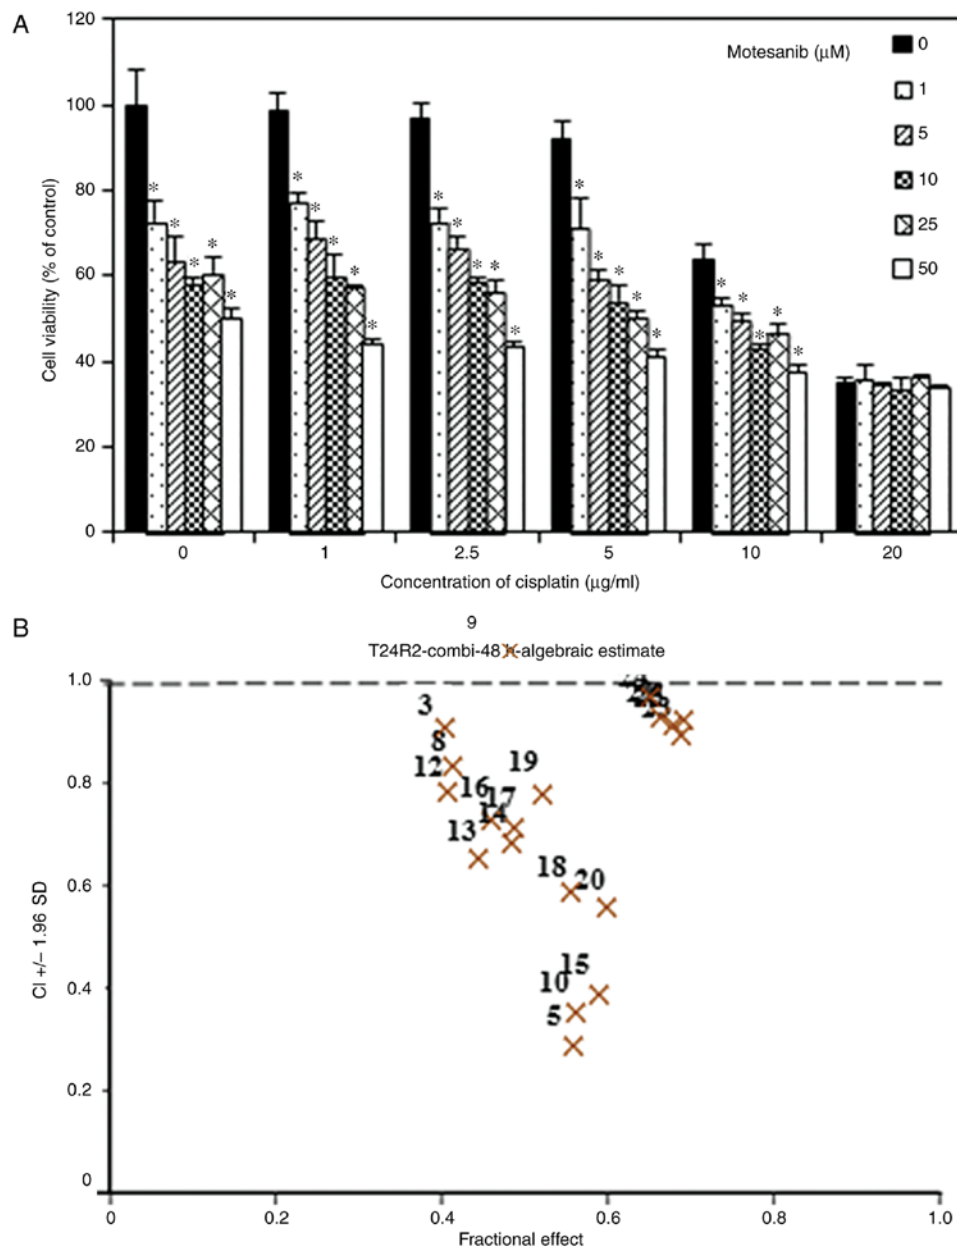 A
120
100
80
60
40
20
0
Cell viability (% of control)
Motesanib (μM)
0
1
5
10
25
50
* * * * *
* * * * *
* * * * *
* * * * *
* * * * *
0 1 2.5 5 10 20
Concentration of cisplatin (μg/ml)
B
9
T24R2-combi-48 h-algebraic estimate
1.0
0.8
0.6
0.4
0.2
0
CI +/− 1.96 SD
3
8
12
16
17
14
13
19
18
20
15
10
5
0 0.2 0.4 0.6 0.8 1.0
Fractional effect